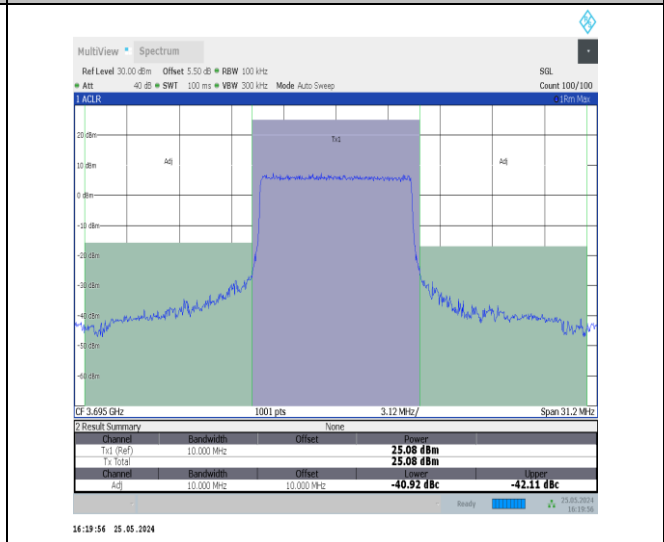 MultiView Spectrum
Ref Level 30.00 dBm Offset 5.50 dB RBW 100 kHz SGL
Att 40 dB SWT 100 ms VBW 300 kHz Mode Auto Sweep Count 100/100
1 ACLR 1Rm Max
20 dBm
Tx1
10 dBm Adj Adj
0 dBm
-10 dBm
-20 dBm
-30 dBm
-40 dBm
-50 dBm
-60 dBm
CF 3.695 GHz 1001 pts 3.12 MHz/ Span 31.2 MHz
2 Result Summary None
Channel Bandwidth Offset Power
Tx1 (Ref) 10.000 MHz 25.08 dBm
Tx Total 25.08 dBm
Channel Bandwidth Offset Lower Upper
Adj 10.000 MHz 10.000 MHz -40.92 dBc -42.11 dBc
Ready 25.05.2024
16:19:56
16:19:56 25.05.2024